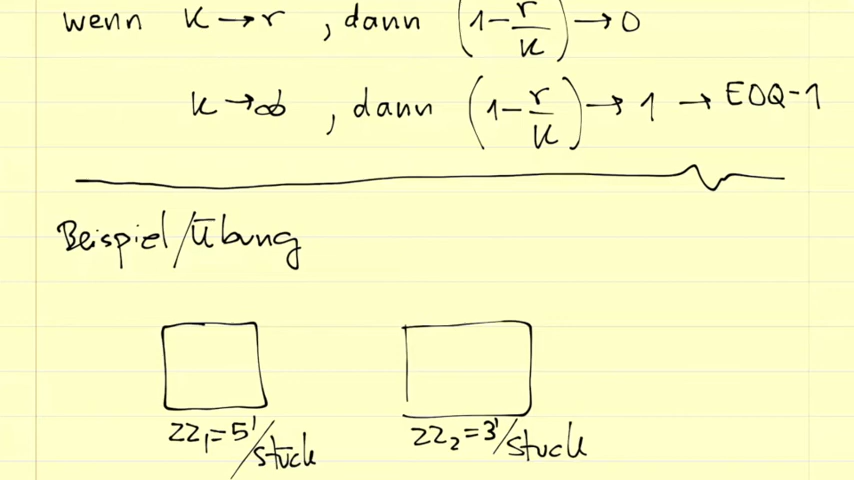 wenn k → r , dann (1 - r/k) → 0
k → ∞ , dann (1 - r/k) → 1 → EOQ-1
Beispiel/Übung
ZZ₁ = 5'/Stück ZZ₂ = 3'/Stück